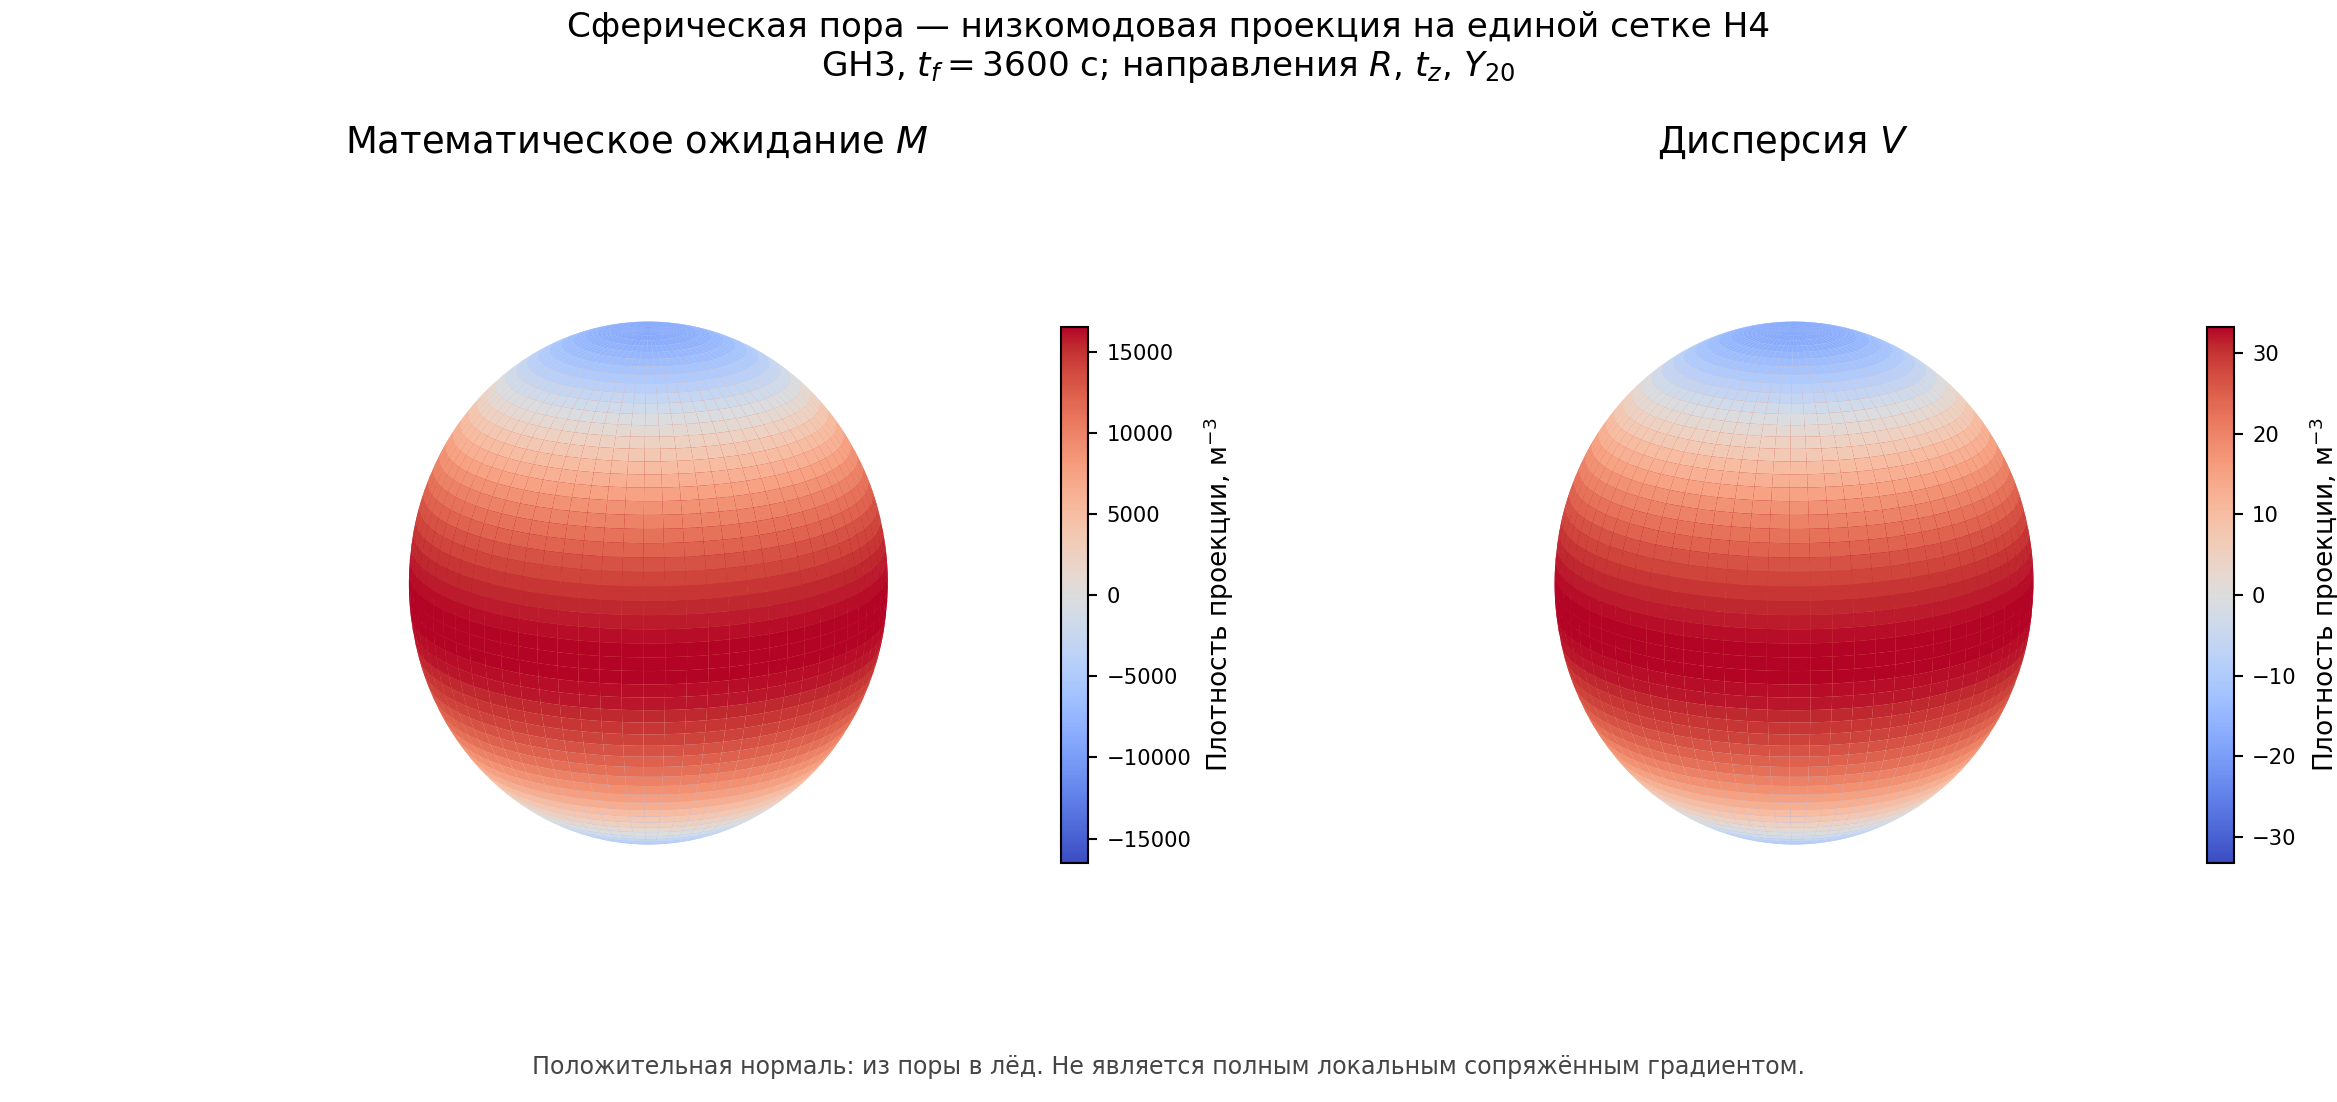 Сферическая пора — низкомодовая проекция на единой сетке H4
GH3, t_f = 3600 с; направления R, t_z, Y_20
Математическое ожидание M
Дисперсия V
15000
10000
5000
0
−5000
−10000
−15000
Плотность проекции, м⁻³
30
20
10
0
−10
−20
−30
Плотность проекции, м⁻³
Положительная нормаль: из поры в лёд. Не является полным локальным сопряжённым градиентом.